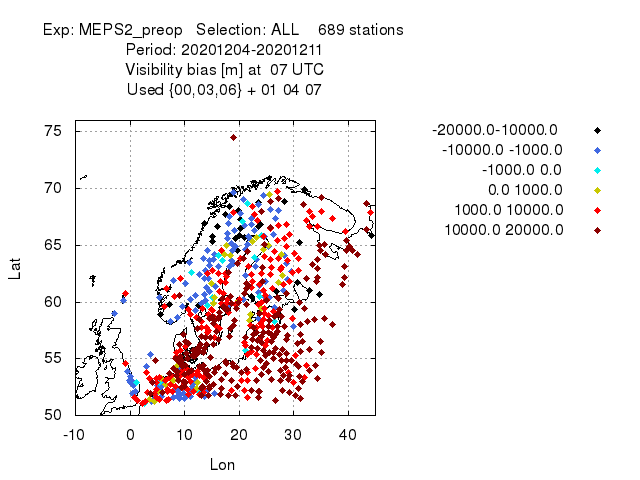 Exp: MEPS2_preop Selection: ALL 689 stations
Period: 20201204-20201211
Visibility bias [m] at 07 UTC
Used {00,03,06} + 01 04 07
-20000.0-10000.0
-10000.0 -1000.0
-1000.0 0.0
0.0 1000.0
1000.0 10000.0
10000.0 20000.0
75
70
65
60
55
50
Lat
-10 0 10 20 30 40
Lon